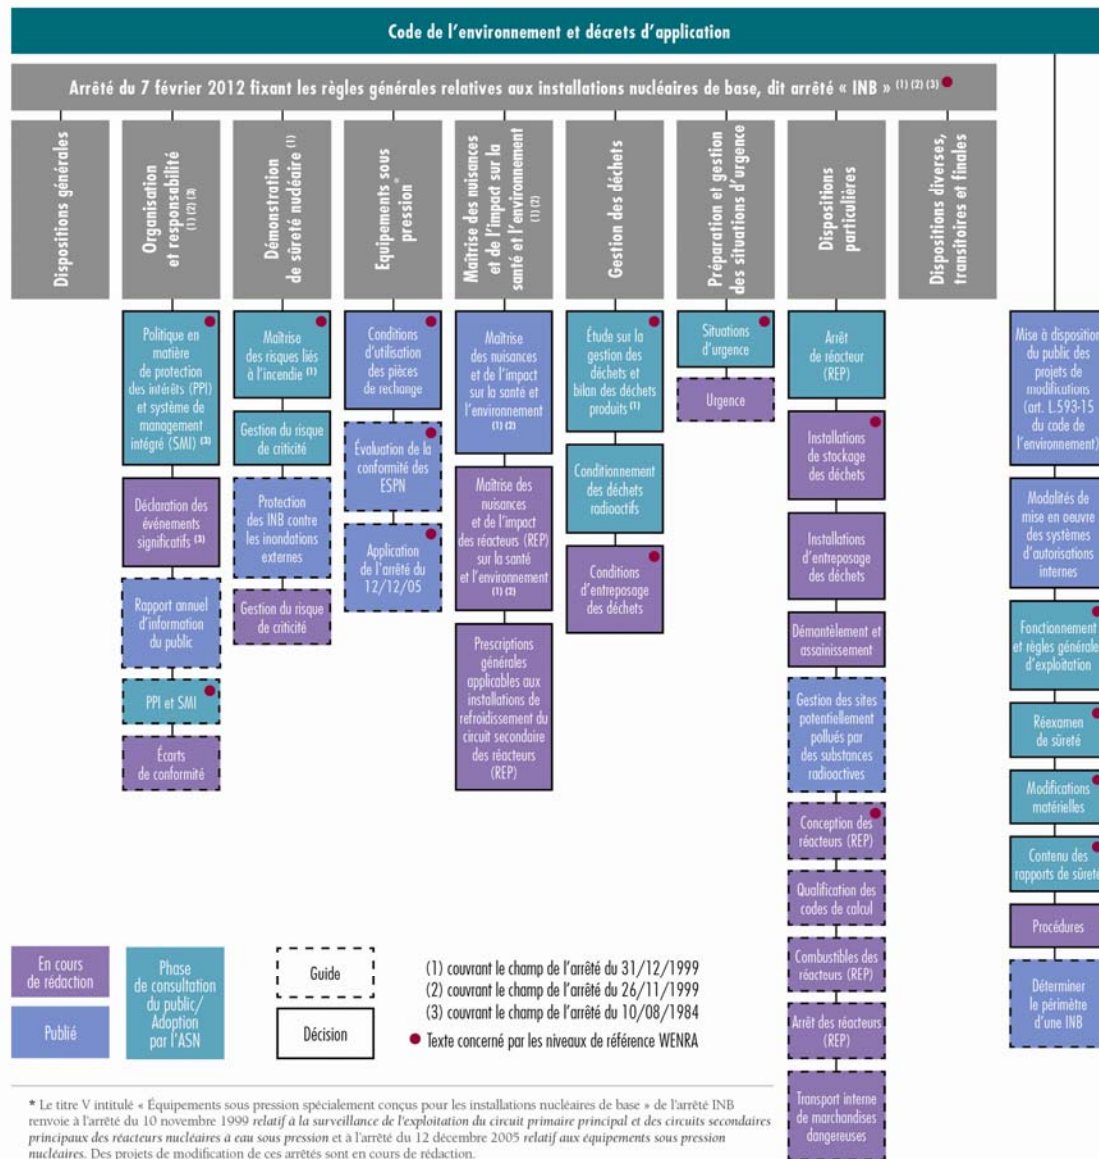 Code de l'environnement et décrets d'application
Arrêté du 7 février 2012 fixant les règles générales relatives aux installations nucléaires de base, dit arrêté « INB » (1) (2) (3)
Dispositions générales
Organisation
et responsabilité
(1) (2) (3)
Démonstration
de sûreté nucléaire (1)
Equipements sous
pression *
Maîtrise des nuisances
et de l'impact sur la
santé et l'environnement
(1) (2)
Gestion des déchets
Préparation et gestion
des situations d'urgence
Dispositions
particulières
Dispositions diverses,
transitoires et finales
Politique en
matière
de protection
des intérêts (PPI)
et système de
management
intégré (SMI) (3)
Déclaration des
événements
significatifs (3)
Rapport annuel
d'information
du public
PPI et SMI
Écarts
de conformité
Maîtrise
des risques liés
à l'incendie (1)
Gestion du risque
de criticité
Protection
des INB contre
les inondations
externes
Gestion du risque
de criticité
Conditions
d'utilisation
des pièces
de rechange
Évaluation de la
conformité des
ESPN
Application
de l'arrêté du
12/12/05
Maîtrise
des nuisances
et de l'impact
sur la santé et
l'environnement
(1) (2)
Maîtrise des
nuisances
et de l'impact
des réacteurs (REP)
sur la santé
et l'environnement
(1) (2)
Prescriptions
générales
applicables aux
installations de
refroidissement du
circuit secondaire
des réacteurs
(REP)
Étude sur la
gestion des
déchets et
bilan des déchets
produits (1)
Conditionnement
des déchets
radioactifs
Conditions
d'entreposage
des déchets
Situations
d'urgence
Urgence
Arrêt
de réacteur
(REP)
Installations
de stockage
des déchets
Installations
d'entreposage
des déchets
Démantèlement et
assainissement
Gestion des sites
potentiellement
pollués par
des substances
radioactives
Conception des
réacteurs (REP)
Qualification des
codes de calcul
Combustibles des
réacteurs (REP)
Arrêt des réacteurs
(REP)
Transport interne
de marchandises
dangereuses
Mise à disposition
du public des
projets de
modifications
(art. L.593-15
du code de
l'environnement)
Modalités de
mise en oeuvre
des systèmes
d'autorisations
internes
Fonctionnement
et règles générales
d'exploitation
Réexamen
de sûreté
Modifications
matérielles
Contenu des
rapports de sûreté
Procédures
Déterminer
le périmètre
d'une INB
En cours
de rédaction
Publié
Phase
de consultation
du public/
Adoption
par l'ASN
Guide
Décision
(1) couvrant le champ de l'arrêté du 31/12/1999
(2) couvrant le champ de l'arrêté du 26/11/1999
(3) couvrant le champ de l'arrêté du 10/08/1984
Texte concerné par les niveaux de référence WENRA
* Le titre V intitulé « Équipements sous pression spécialement conçus pour les installations nucléaires de base » de l'arrêté INB
renvoie à l'arrêté du 10 novembre 1999 relatif à la surveillance de l'exploitation du circuit primaire principal et des circuits secondaires
principaux des réacteurs nucléaires à eau sous pression et à l'arrêté du 12 décembre 2005 relatif aux équipements sous pression
nucléaires. Des projets de modification de ces arrêtés sont en cours de rédaction.